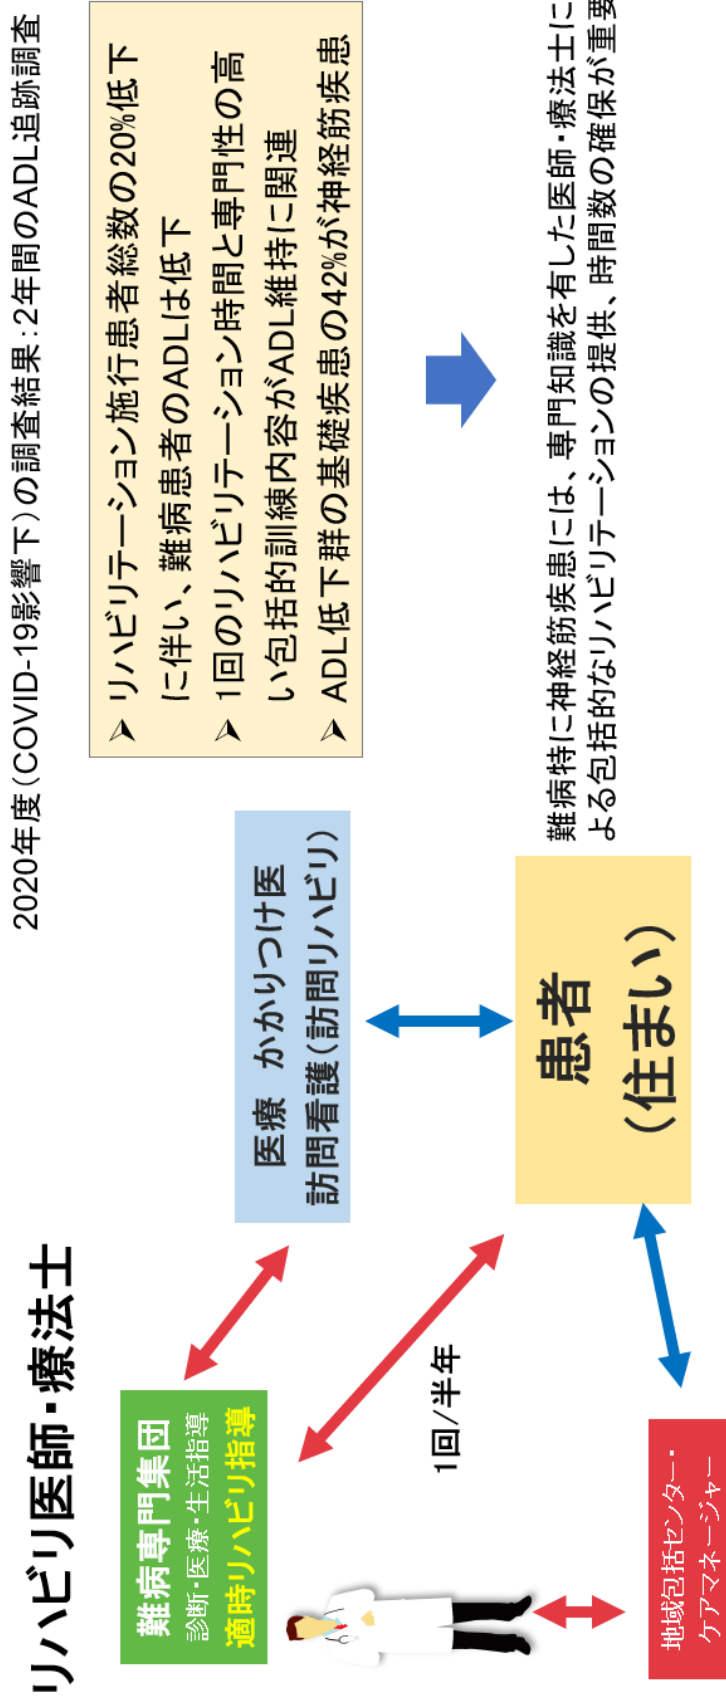 リハビリ医師・療法士
難病専門集団
診断・医療・生活指導
適時リハビリ指導
医療 かかりつけ医
訪問看護(訪問リハビリ)
1回/半年
患者
(住まい)
地域包括センター・
ケアマネージャー
2020年度(COVID-19影響下)の調査結果:2年間のADL追跡調査
➢ リハビリテーション施行患者総数の20%低下
に伴い、難病患者のADLは低下
➢ 1回のリハビリテーション時間と専門性の高
い包括的訓練内容がADL維持に関連
➢ ADL低下群の基礎疾患の42%が神経筋疾患
難病特に神経筋疾患には、専門知識を有した医師・療法士に
よる包括的なリハビリテーションの提供、時間数の確保が重要